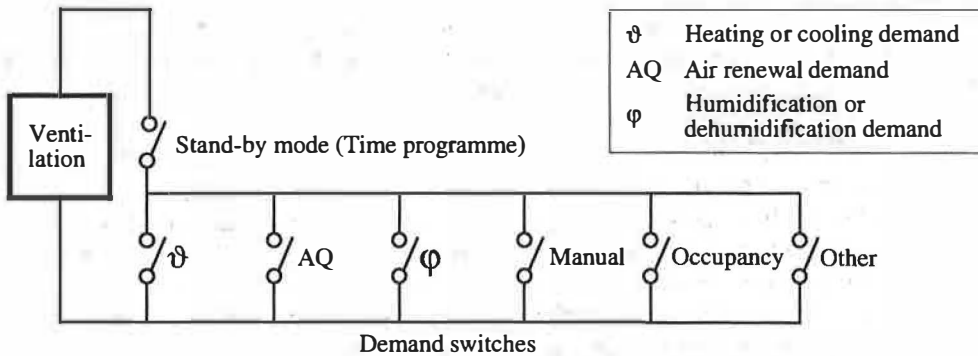 ϑ Heating or cooling demand
AQ Air renewal demand
φ Humidification or
dehumidification demand
Venti-
lation
Stand-by mode (Time programme)
ϑ
AQ
φ
Manual
Occupancy
Other
Demand switches